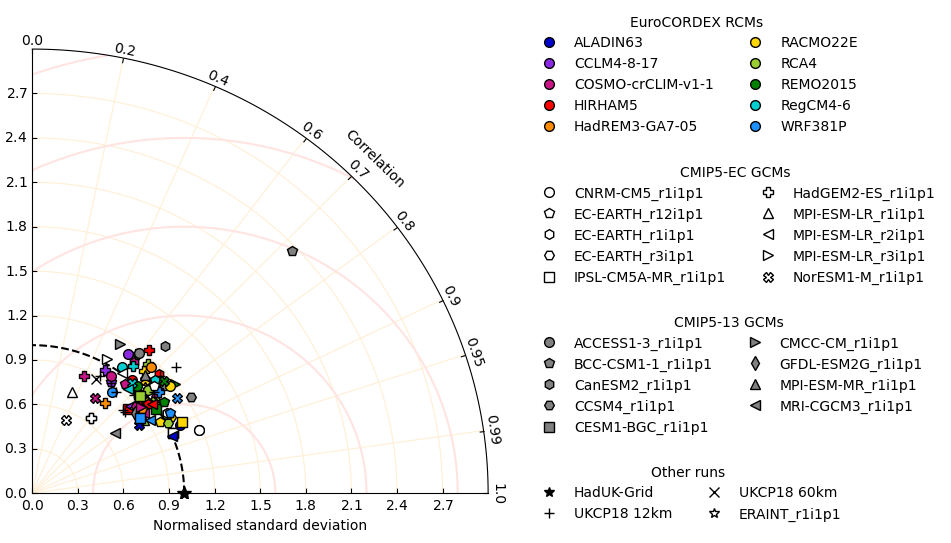 EuroCORDEX RCMs
ALADIN63
RACMO22E
CCLM4-8-17
RCA4
COSMO-crCLIM-v1-1
REMO2015
HIRHAM5
RegCM4-6
HadREM3-GA7-05
WRF381P
CMIP5-EC GCMs
CNRM-CM5_r1i1p1
HadGEM2-ES_r1i1p1
EC-EARTH_r12i1p1
MPI-ESM-LR_r1i1p1
EC-EARTH_r1i1p1
MPI-ESM-LR_r2i1p1
EC-EARTH_r3i1p1
MPI-ESM-LR_r3i1p1
IPSL-CM5A-MR_r1i1p1
NorESM1-M_r1i1p1
CMIP5-13 GCMs
ACCESS1-3_r1i1p1
CMCC-CM_r1i1p1
BCC-CSM1-1_r1i1p1
GFDL-ESM2G_r1i1p1
CanESM2_r1i1p1
MPI-ESM-MR_r1i1p1
CCSM4_r1i1p1
MRI-CGCM3_r1i1p1
CESM1-BGC_r1i1p1
Other runs
HadUK-Grid
UKCP18 60km
UKCP18 12km
ERAINT_r1i1p1
0.0
0.2
0.4
0.6
Correlation
0.7
0.8
0.9
0.95
0.99
1.0
2.7
2.4
2.1
1.8
1.5
1.2
0.9
0.6
0.3
0.0
0.0
0.3
0.6
0.9
1.2
1.5
1.8
2.1
2.4
2.7
Normalised standard deviation